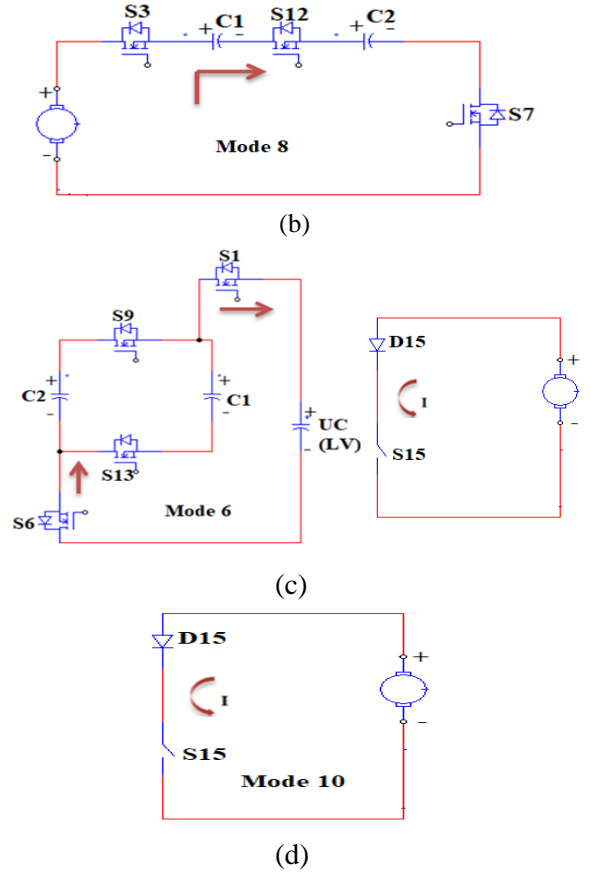 S3
C1
S12
C2
+ -
+ -
+
-
S7
Mode 8
(b)
S1
S9
D15
+
-
C2
+
-
+
-
C1
UC
(LV)
+
-
I
S13
S15
S6
Mode 6
(c)
D15
+
-
I
S15
Mode 10
(d)